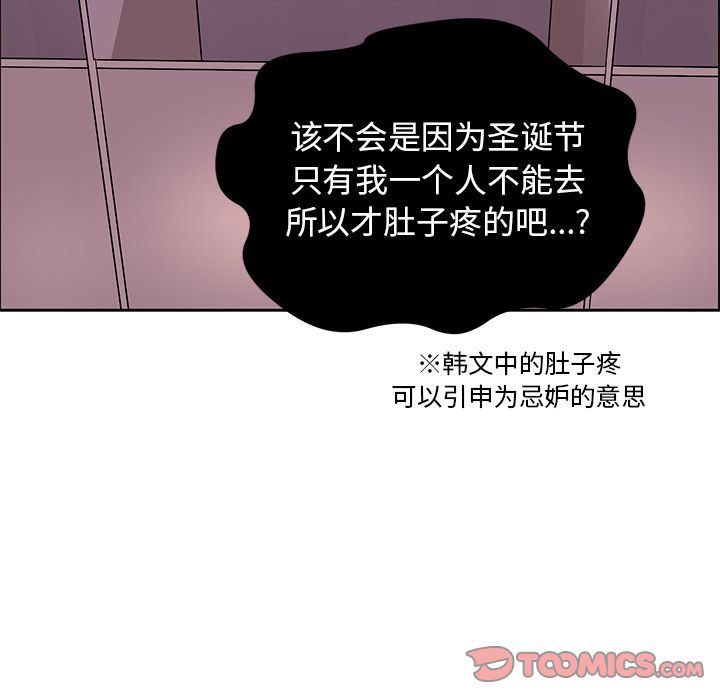 该不会是因为圣诞节
只有我一个人不能去
所以才肚子疼的吧...?
※韩文中的肚子疼
可以引申为忌妒的意思
TOOMICS.COM